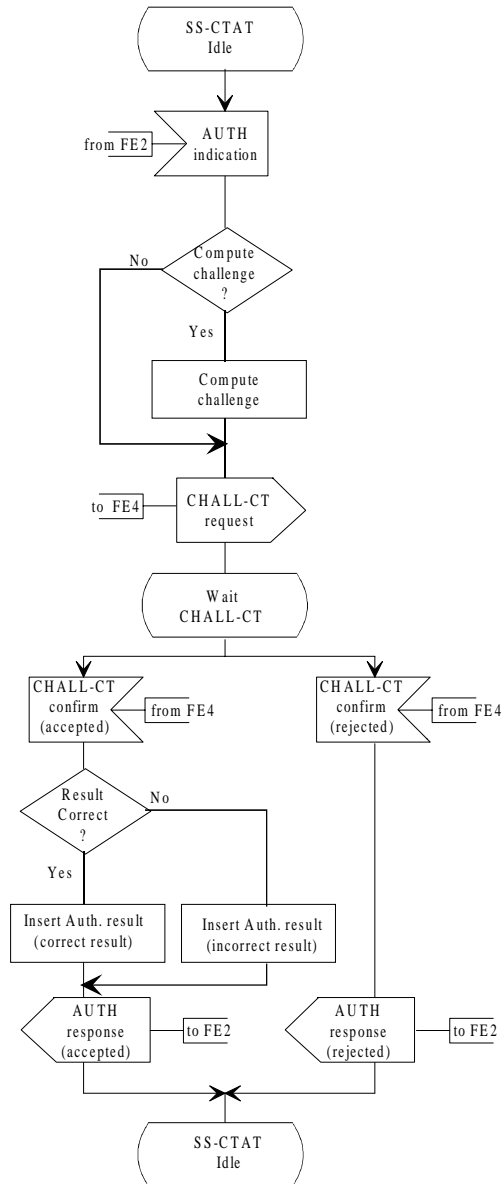 SS-CTAT
Idle
AUTH
indication
from FE2
Compute
challenge
?
No
Yes
Compute
challenge
to FE4
CHALL-CT
request
Wait
CHALL-CT
CHALL-CT
confirm
(accepted)
from FE4
CHALL-CT
confirm
(rejected)
from FE4
Result
Correct
?
No
Yes
Insert Auth. result
(correct result)
Insert Auth. result
(incorrect result)
AUTH
response
(accepted)
to FE2
AUTH
response
(rejected)
to FE2
SS-CTAT
Idle